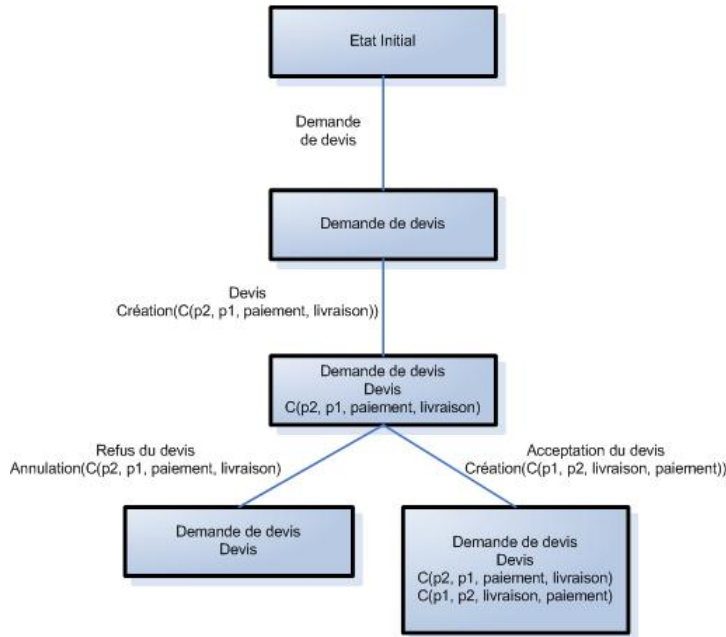 Etat Initial
Demande
de devis
Demande de devis
Devis
Création(C(p2, p1, paiement, livraison))
Demande de devis
Devis
C(p2, p1, paiement, livraison)
Refus du devis
Annulation(C(p2, p1, paiement, livraison)
Acceptation du devis
Création(C(p1, p2, livraison, paiement))
Demande de devis
Devis
Demande de devis
Devis
C(p2, p1, paiement, livraison)
C(p1, p2, livraison, paiement)